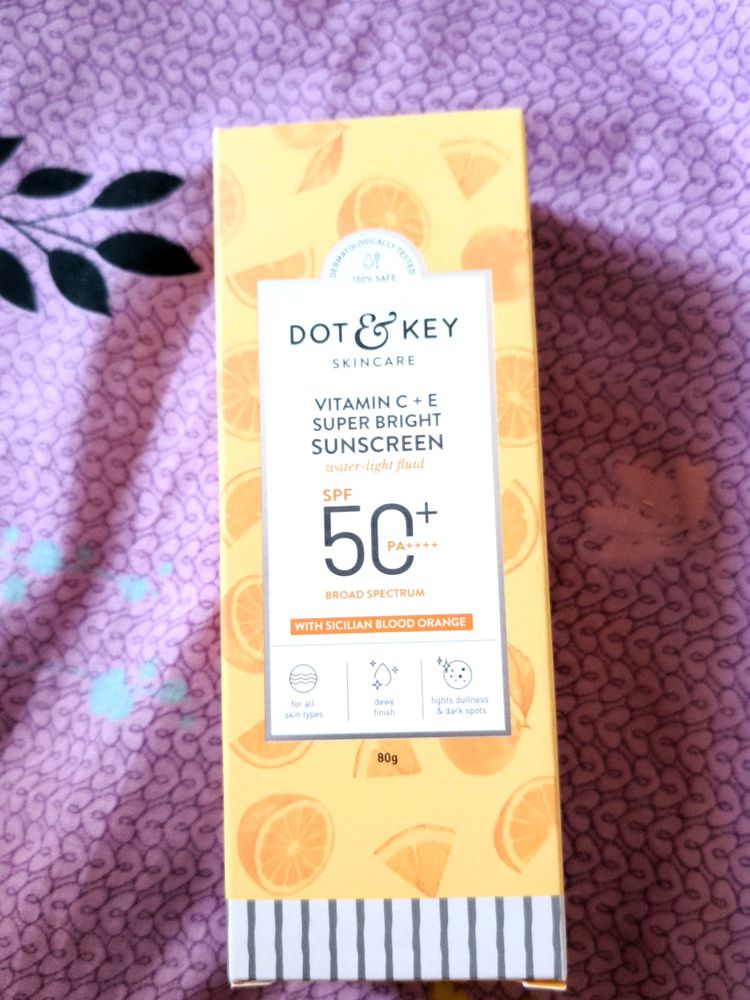 DERMATOLOGICALLY TESTED
100% SAFE
DOT & KEY
SKINCARE
VITAMIN C + E
SUPER BRIGHT
SUNSCREEN
water-light fluid
SPF
50+
PA++++
BROAD SPECTRUM
WITH SICILIAN BLOOD ORANGE
for all
skin types
dewy
finish
fights dullness
& dark spots
80g